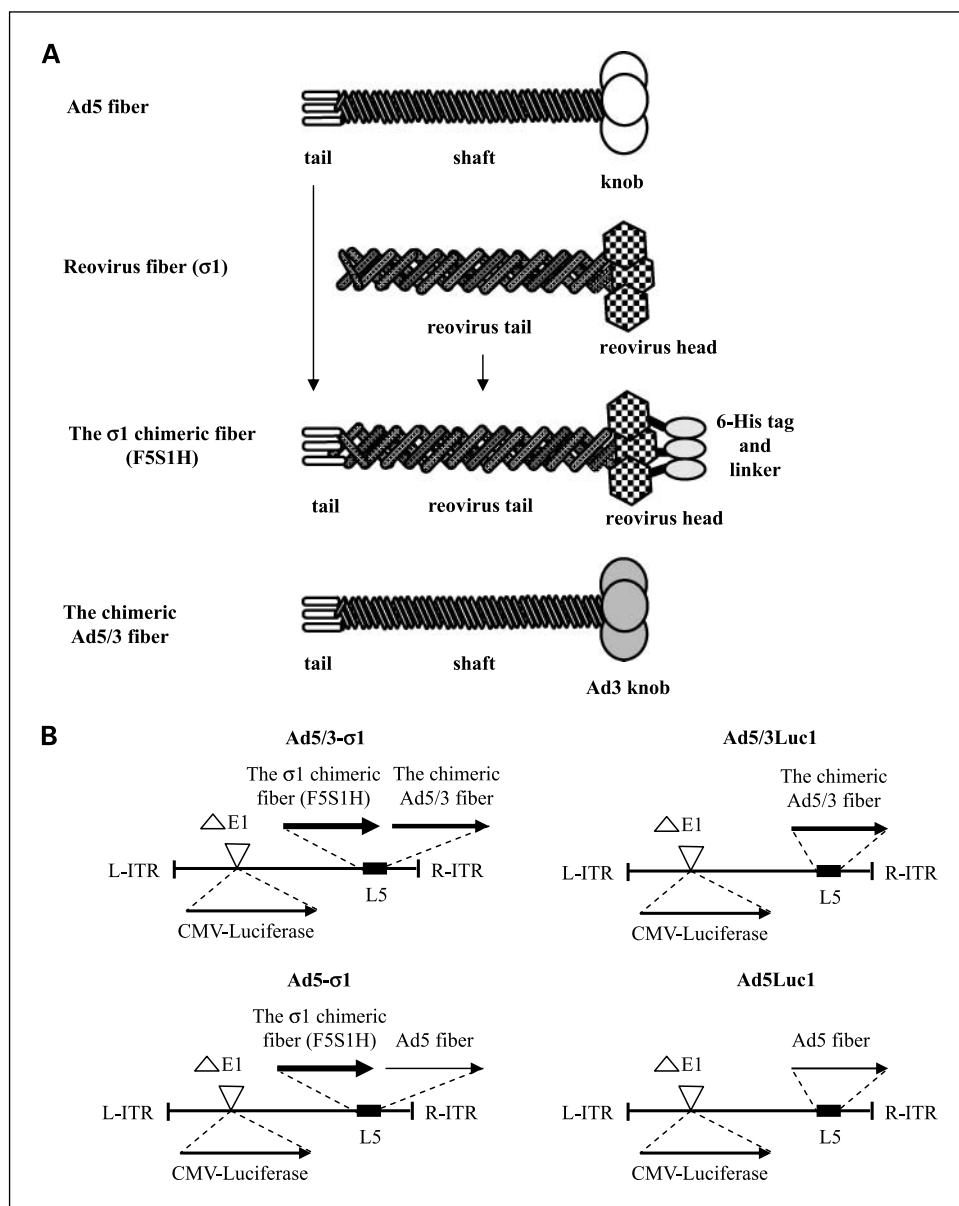 A
Ad5 fiber
tail
shaft
knob
Reovirus fiber (σ1)
reovirus tail
reovirus head
The σ1 chimeric fiber
(F5S1H)
6-His tag
and
linker
tail
reovirus tail
reovirus head
The chimeric
Ad5/3 fiber
tail
shaft
Ad3 knob
B
Ad5/3-σ1
The σ1 chimeric
fiber (F5S1H)
The chimeric
Ad5/3 fiber
△E1
L-ITR
R-ITR
L5
CMV-Luciferase
Ad5/3Luc1
The chimeric
Ad5/3 fiber
△E1
L-ITR
R-ITR
L5
CMV-Luciferase
Ad5-σ1
The σ1 chimeric
fiber (F5S1H)
Ad5 fiber
△E1
L-ITR
R-ITR
L5
CMV-Luciferase
Ad5Luc1
Ad5 fiber
△E1
L-ITR
R-ITR
L5
CMV-Luciferase